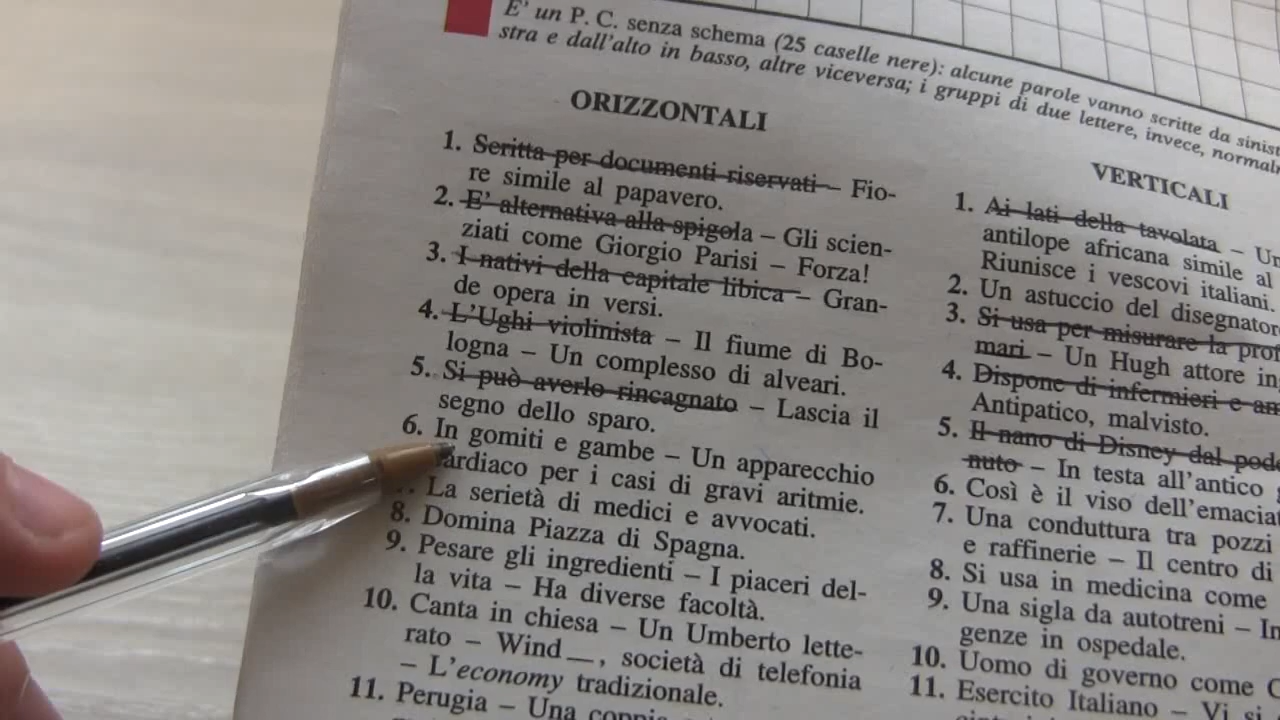 E' un P. C. senza schema (25 caselle nere): alcune parole vanno scritte da sinist
stra e dall'alto in basso, altre viceversa; i gruppi di due lettere, invece, normal
ORIZZONTALI
1. Scritta per documenti riservati – Fio-
re simile al papavero.
2. E' alternativa alla spigola – Gli scien-
ziati come Giorgio Parisi – Forza!
3. I nativi della capitale libica – Gran-
de opera in versi.
4. L'Ughi violinista – Il fiume di Bo-
logna – Un complesso di alveari.
5. Si può averlo rincagnato – Lascia il
segno dello sparo.
6. In gomiti e gambe – Un apparecchio
cardiaco per i casi di gravi aritmie.
La serietà di medici e avvocati.
8. Domina Piazza di Spagna.
9. Pesare gli ingredienti – I piaceri del-
la vita – Ha diverse facoltà.
10. Canta in chiesa – Un Umberto lette-
rato – Wind __, società di telefonia
– L'economy tradizionale.
11. Perugia – Una coppia
VERTICALI
1. Ai lati della tavolata – Un
antilope africana simile al
Riunisce i vescovi italiani.
2. Un astuccio del disegnator
3. Si usa per misurare la prof
mari – Un Hugh attore in
4. Dispone di infermieri e am
Antipatico, malvisto.
5. Il nano di Disney dal pode
nuto – In testa all'antico
6. Così è il viso dell'emaciat
7. Una conduttura tra pozzi
e raffinerie – Il centro di
8. Si usa in medicina come
9. Una sigla da autotreni – In
genze in ospedale.
10. Uomo di governo come C
11. Esercito Italiano – Vi si